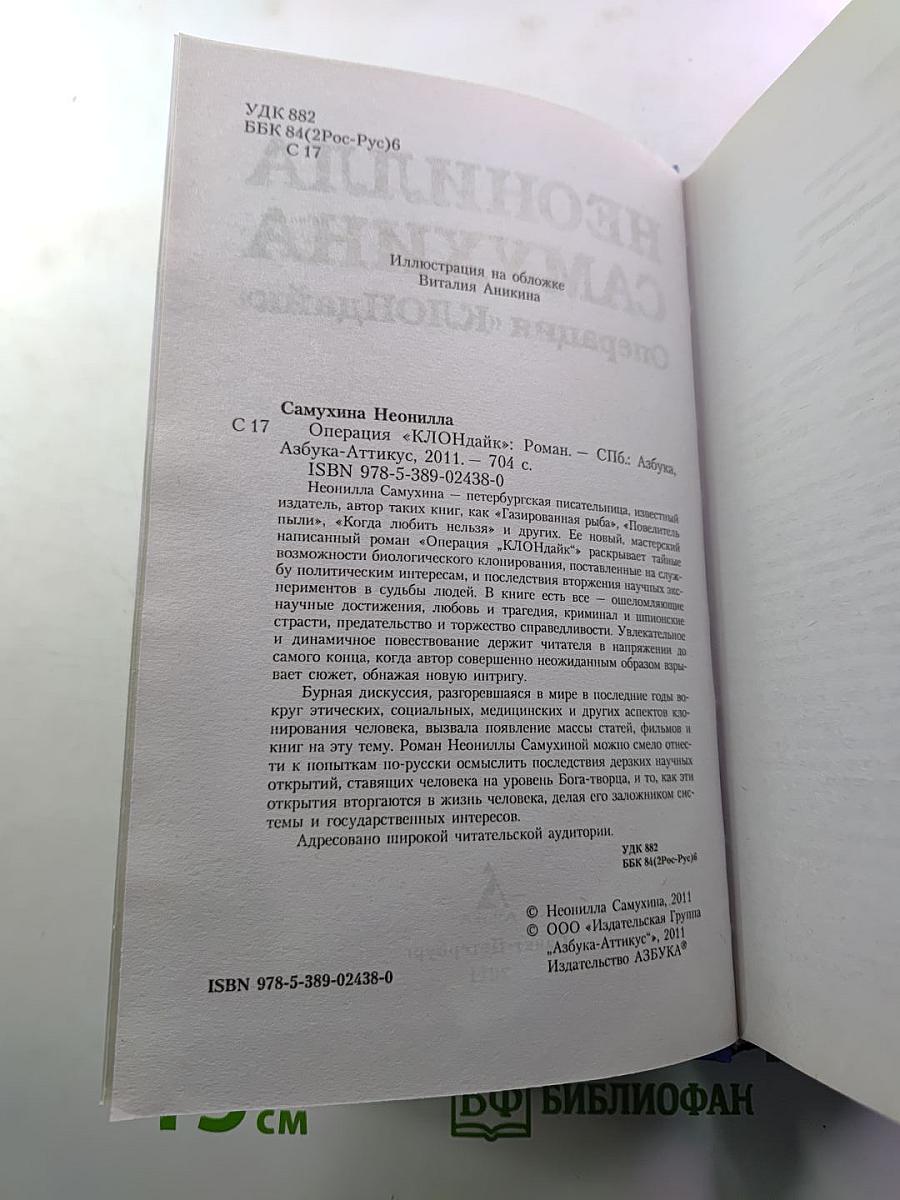 УДК 882
ББК 84(2Рос-Рус)6
С 17
НЕОНИЛЛА
САМУХИНА
Операция «КЛОНдайк»
Иллюстрация на обложке
Виталия Аникина
Самухина Неонилла
С 17 Операция «КЛОНдайк»: Роман. — СПб.: Азбука,
Азбука-Аттикус, 2011. — 704 с.
ISBN 978-5-389-02438-0
Неонилла Самухина — петербургская писательница, известный
издатель, автор таких книг, как «Газированная рыба», «Повелитель
пыли», «Когда любить нельзя» и других. Ее новый, мастерский
написанный роман «Операция „КЛОНдайк“» раскрывает тайные
возможности биологического клонирования, поставленные на служ-
бу политическим интересам, и последствия вторжения научных экс-
периментов в судьбы людей. В книге есть все — ошеломляющие
научные достижения, любовь и трагедия, криминал и шпионские
страсти, предательство и торжество справедливости. Увлекательное
и динамичное повествование держит читателя в напряжении до
самого конца, когда автор совершенно неожиданным образом взры-
вает сюжет, обнажая новую интригу.
Бурная дискуссия, разгоревшаяся в мире в последние годы во-
круг этических, социальных, медицинских и других аспектов кло-
нирования человека, вызвала появление массы статей, фильмов и
книг на эту тему. Роман Неониллы Самухиной можно смело отнес-
ти к попыткам по-русски осмыслить последствия дерзких научных
открытий, ставящих человека на уровень Бога-творца, и то, как эти
открытия вторгаются в жизнь человека, делая его заложником сис-
темы и государственных интересов.
Адресовано широкой читательской аудитории.
УДК 882
ББК 84(2Рос-Рус)6
© Неонилла Самухина, 2011
© ООО «Издательская Группа
„Азбука-Аттикус“», 2011
Издательство АЗБУКА®
ISBN 978-5-389-02438-0
см
БФ БИБЛИОФАН